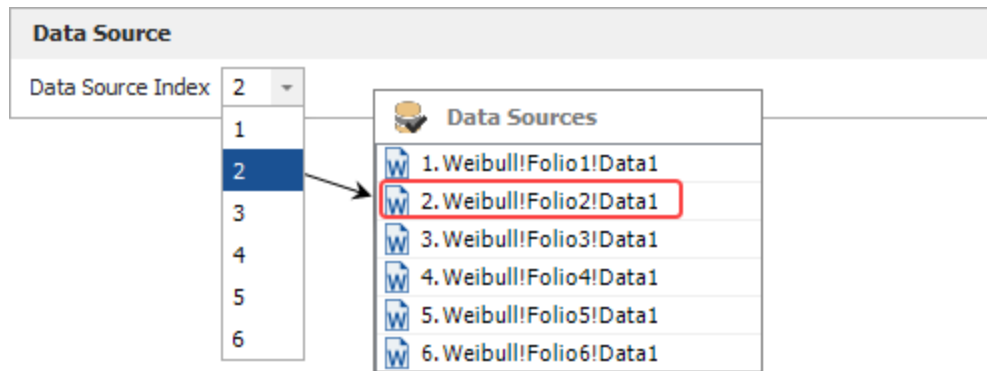 Data Source
Data Source Index 2
1
2
3
4
5
6
Data Sources
1. Weibull!Folio1!Data1
2. Weibull!Folio2!Data1
3. Weibull!Folio3!Data1
4. Weibull!Folio4!Data1
5. Weibull!Folio5!Data1
6. Weibull!Folio6!Data1